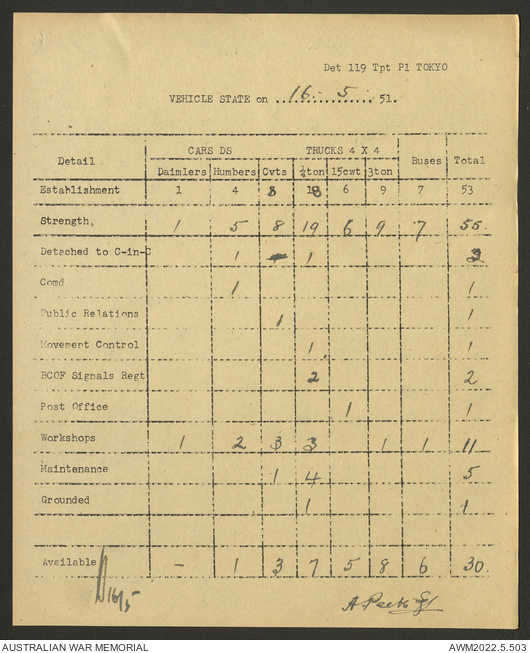 Det 119 Tpt Pl TOKYO
VEHICLE STATE on 16. 5 51.
Detail CARS DS TRUCKS 4 X 4 Buses Total
Daimlers Humbers Cvts ¼ton 15cwt 3ton
Establishment 1 4 8 18 6 9 7 53
Strength. 1 5 8 19 6 9 7 55.
Detached to C-in-C 1 1 2
Comd 1 1
Public Relations 1 1
Movement Control 1 1
BCOF Signals Regt 2 2
Post Office 1 1
Workshops 1 2 3 3 1 1 11
Maintenance 1 4 5
Grounded 1 1
Available - 1 3 7 5 8 6 30.
16/5
A Peck
AUSTRALIAN WAR MEMORIAL AWM2022.5.503